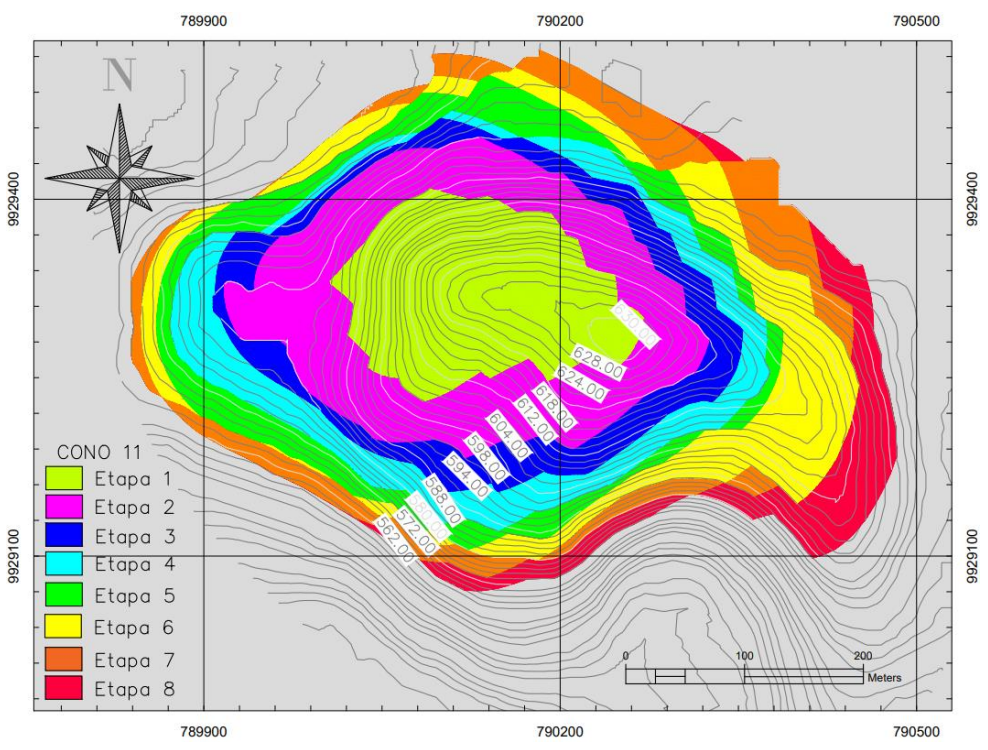 789900
790200
790500
N
9929400
9929400
630.00
628.00
624.00
618.00
612.00
604.00
598.00
594.00
588.00
572.00
562.00
CONO 11
Etapa 1
Etapa 2
Etapa 3
Etapa 4
Etapa 5
Etapa 6
Etapa 7
Etapa 8
9929100
9929100
0
100
200
Meters
789900
790200
790500